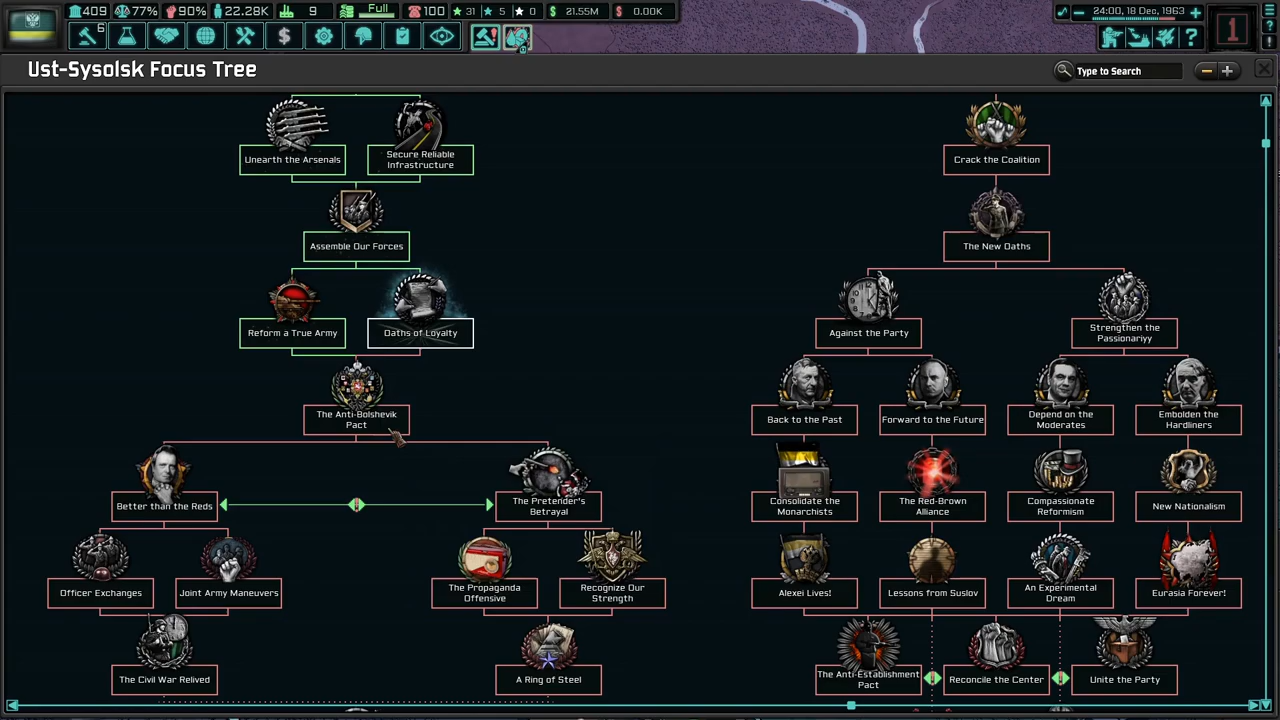 409
77%
90%
22.28K
9
Full
100
31
5
0
21.55M
0.00K
24:00, 18 Dec, 1963
1
6
Ust-Sysolsk Focus Tree
Type to Search
Unearth the Arsenals
Secure Reliable
Infrastructure
Crack the Coalition
Assemble Our Forces
The New Oaths
Reform a True Army
Oaths of Loyalty
Against the Party
Strengthen the
Passionariyy
The Anti-Bolshevik
Pact
Back to the Past
Forward to the Future
Depend on the
Moderates
Embolden the
Hardliners
Better than the Reds
The Pretender's
Betrayal
Consolidate the
Monarchists
The Red-Brown
Alliance
Compassionate
Reformism
New Nationalism
Officer Exchanges
Joint Army Maneuvers
The Propaganda
Offensive
Recognize Our
Strength
Alexei Lives!
Lessons from Suslov
An Experimental
Dream
Eurasia Forever!
The Civil War Relived
A Ring of Steel
The Anti-Establishment
Pact
Reconcile the Center
Unite the Party